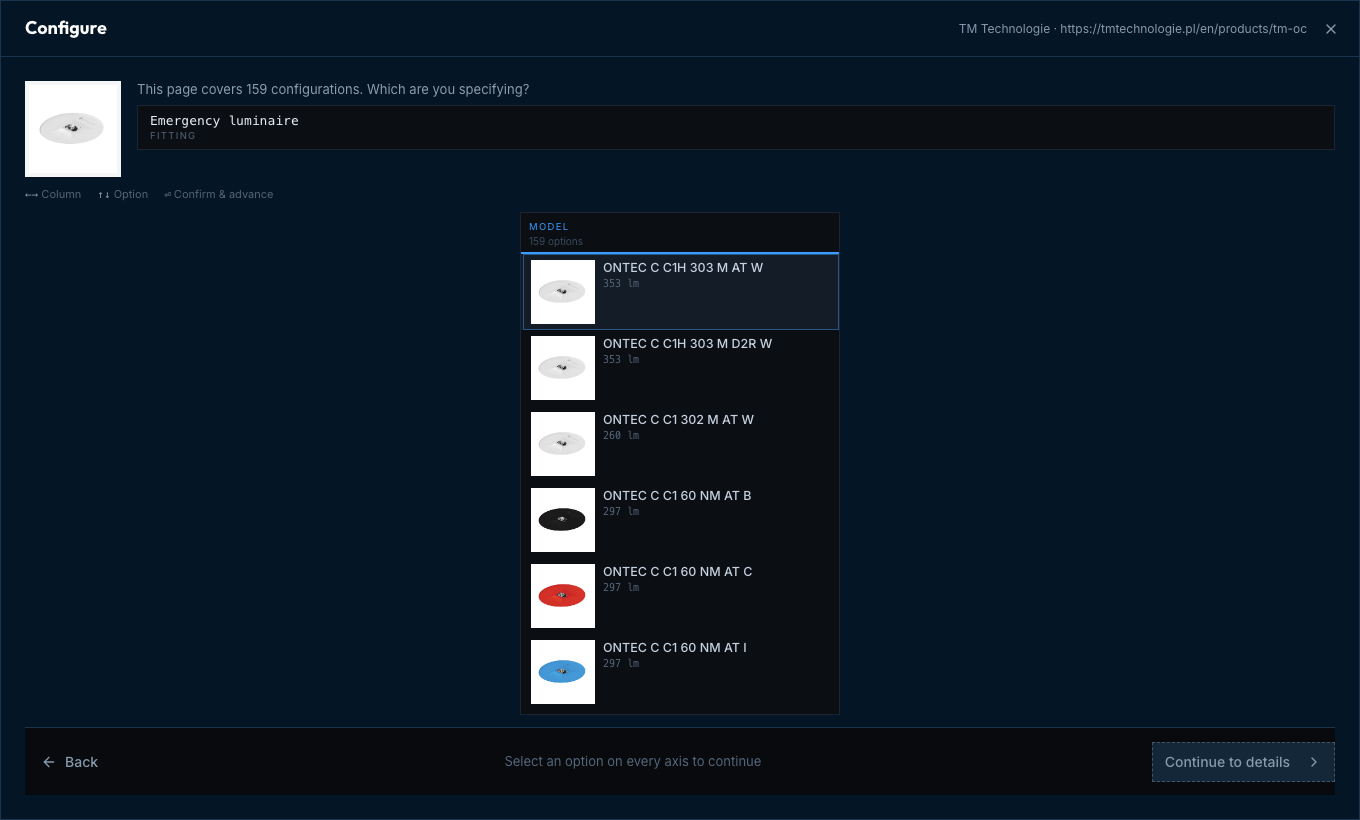 Configure
TM Technologie · https://tmtechnologie.pl/en/products/tm-oc
This page covers 159 configurations. Which are you specifying?
Emergency luminaire
FITTING
←→ Column ↑↓ Option ⏎ Confirm & advance
MODEL
159 options
ONTEC C C1H 303 M AT W
353 lm
ONTEC C C1H 303 M D2R W
353 lm
ONTEC C C1 302 M AT W
260 lm
ONTEC C C1 60 NM AT B
297 lm
ONTEC C C1 60 NM AT C
297 lm
ONTEC C C1 60 NM AT I
297 lm
← Back
Select an option on every axis to continue
Continue to details